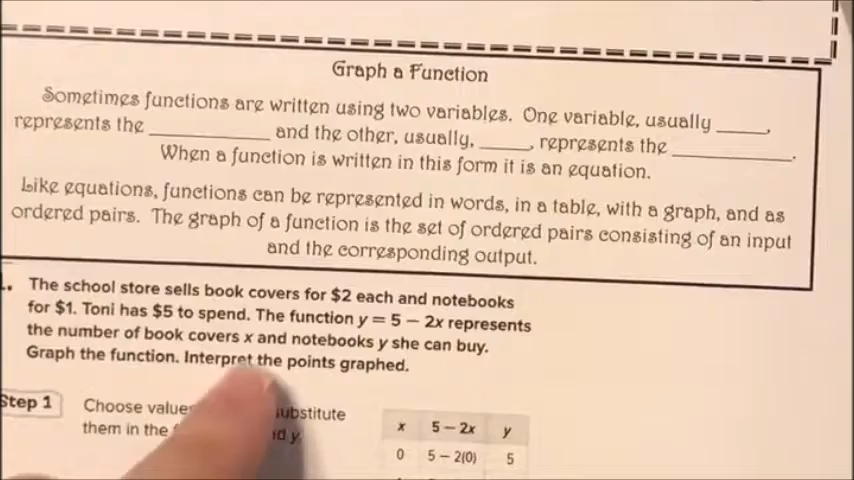 Graph a Function
Sometimes functions are written using two variables. One variable, usually _____,
represents the ____________ and the other, usually, _____, represents the ____________.
When a function is written in this form it is an equation.
Like equations, functions can be represented in words, in a table, with a graph, and as
ordered pairs. The graph of a function is the set of ordered pairs consisting of an input
and the corresponding output.
The school store sells book covers for $2 each and notebooks
for $1. Toni has $5 to spend. The function y = 5 − 2x represents
the number of book covers x and notebooks y she can buy.
Graph the function. Interpret the points graphed.
Step 1
Choose values substitute
them in the y.
x 5 − 2x y
0 5 − 2(0) 5